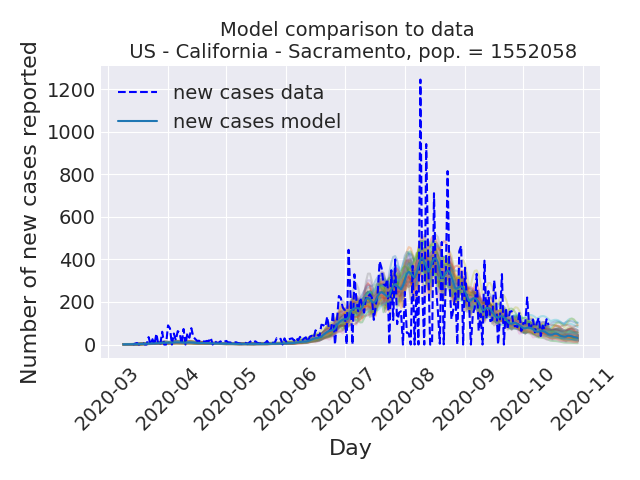 Model comparison to data
US - California - Sacramento, pop. = 1552058
Number of new cases reported
1200
1000
800
600
400
200
0
new cases data
new cases model
2020-03
2020-04
2020-05
2020-06
2020-07
2020-08
2020-09
2020-10
2020-11
Day